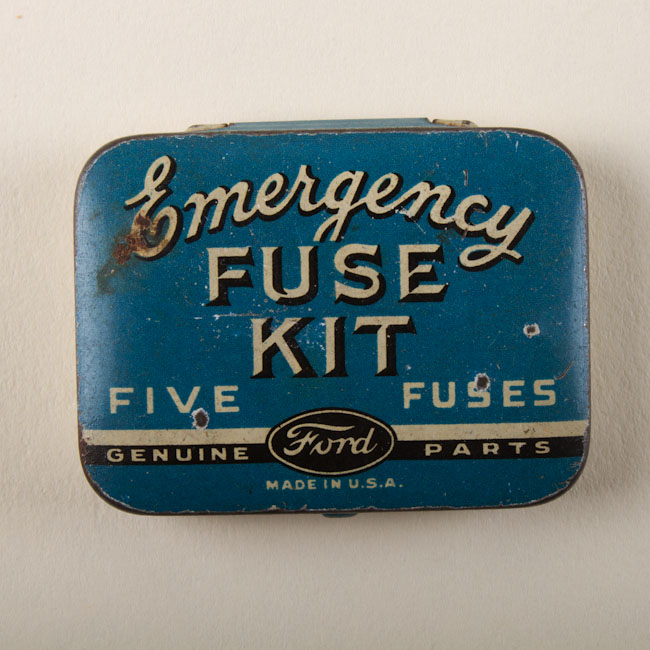 Emergency
FUSE
KIT
FIVE FUSES
GENUINE Ford PARTS
MADE IN U.S.A.